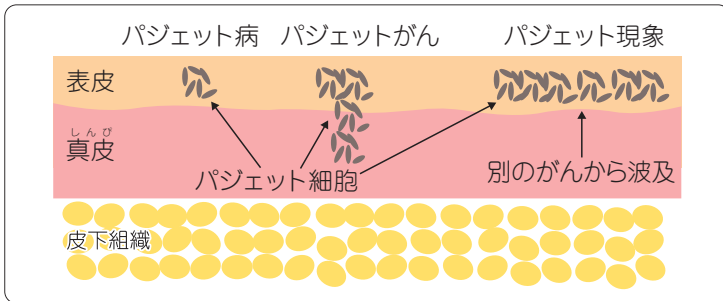 パジェット病 パジェットがん パジェット現象
表皮
しんぴ
真皮
パジェット細胞
別のがんから波及
皮下組織